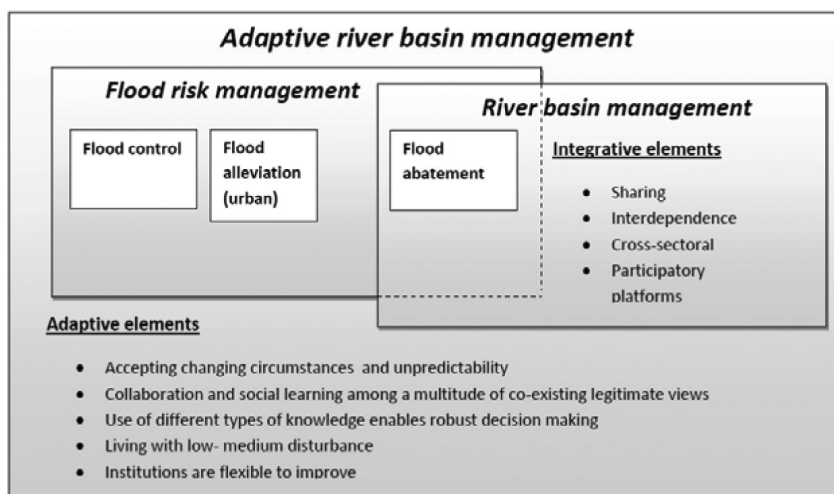 Adaptive river basin management
Flood risk management
River basin management
Flood control
Flood
alleviation
(urban)
Flood
abatement
Integrative elements
• Sharing
• Interdependence
• Cross-sectoral
• Participatory
platforms
Adaptive elements
• Accepting changing circumstances and unpredictability
• Collaboration and social learning among a multitude of co-existing legitimate views
• Use of different types of knowledge enables robust decision making
• Living with low- medium disturbance
• Institutions are flexible to improve